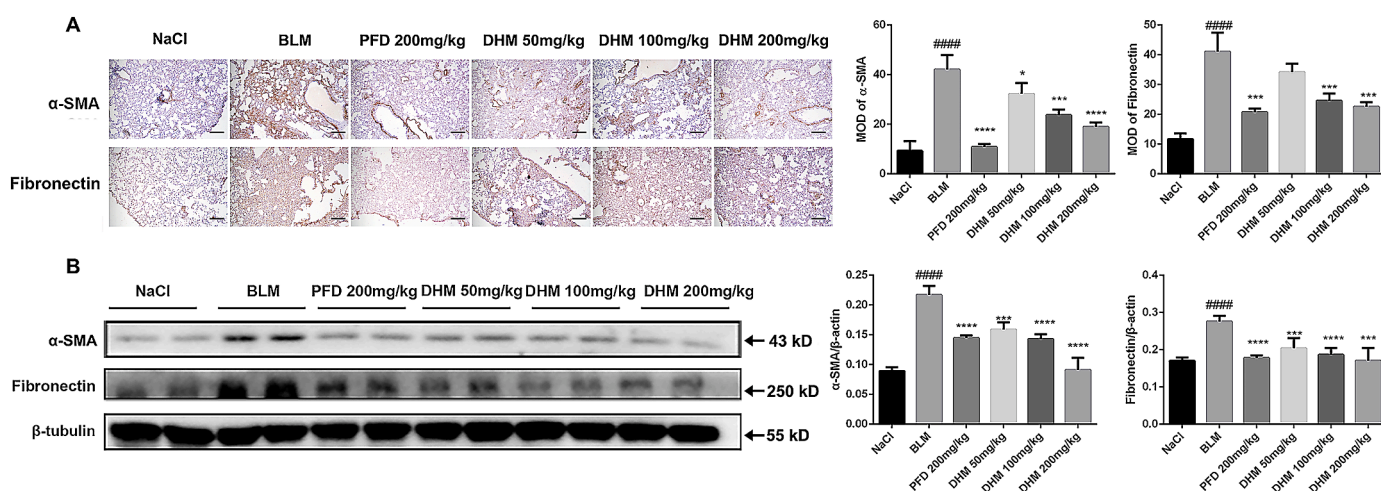 A
NaCl BLM PFD 200mg/kg DHM 50mg/kg DHM 100mg/kg DHM 200mg/kg
α-SMA
Fibronectin
MOD of α-SMA
60
40
20
0
####
****
*
***
****
NaCl
BLM
PFD 200mg/kg
DHM 50mg/kg
DHM 100mg/kg
DHM 200mg/kg
MOD of Fibronectin
50
40
30
20
10
0
####
***
***
***
NaCl
BLM
PFD 200mg/kg
DHM 50mg/kg
DHM 100mg/kg
DHM 200mg/kg
B
NaCl BLM PFD 200mg/kg DHM 50mg/kg DHM 100mg/kg DHM 200mg/kg
α-SMA
43 kD
Fibronectin
250 kD
β-tubulin
55 kD
α-SMA/β-actin
0.25
0.20
0.15
0.10
0.05
0.00
####
****
***
****
****
NaCl
BLM
PFD 200mg/kg
DHM 50mg/kg
DHM 100mg/kg
DHM 200mg/kg
Fibronectin/β-actin
0.4
0.3
0.2
0.1
0.0
####
****
***
****
***
NaCl
BLM
PFD 200mg/kg
DHM 50mg/kg
DHM 100mg/kg
DHM 200mg/kg